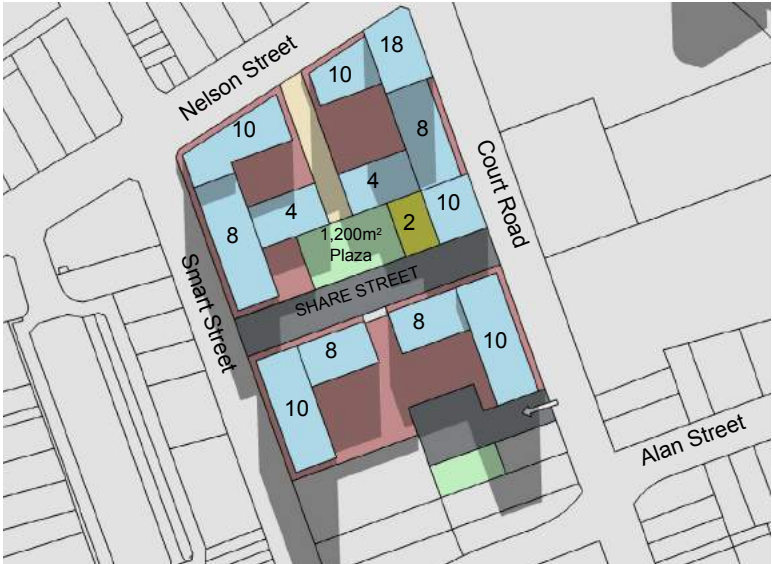 Nelson Street
18
10
10
8
Court Road
4
4
10
2
8
1,200m²
Plaza
SHARE STREET
Smart Street
8
8
10
10
Alan Street